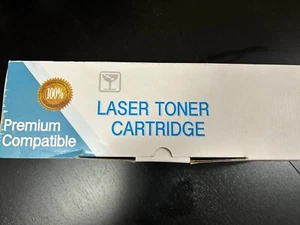 100%
Premium
Compatible
LASER TONER
CARTRIDGE